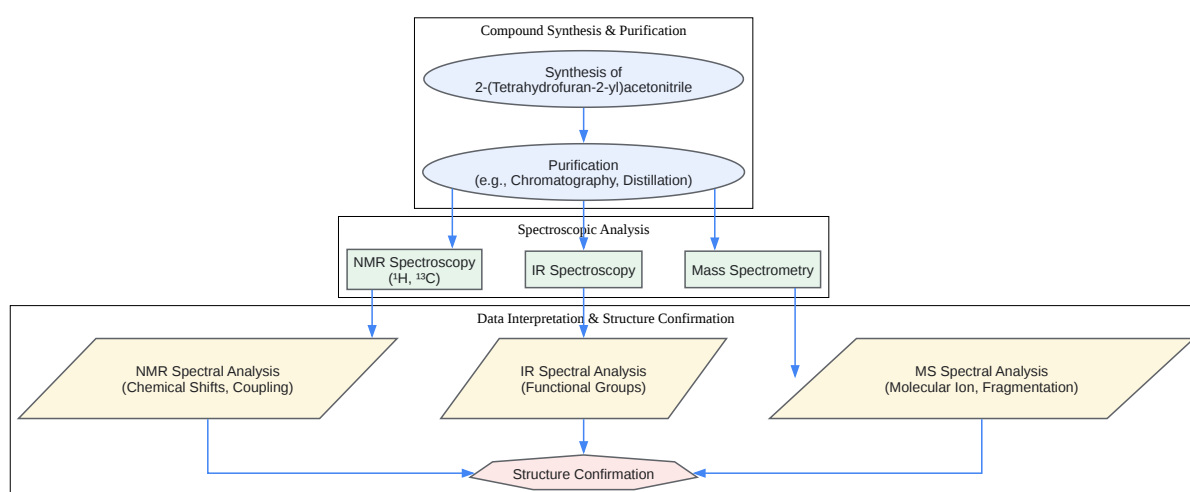 Compound Synthesis & Purification
Synthesis of
2-(Tetrahydrofuran-2-yl)acetonitrile
Purification
(e.g., Chromatography, Distillation)
Spectroscopic Analysis
NMR Spectroscopy
(¹H, ¹³C)
IR Spectroscopy
Mass Spectrometry
Data Interpretation & Structure Confirmation
NMR Spectral Analysis
(Chemical Shifts, Coupling)
IR Spectral Analysis
(Functional Groups)
MS Spectral Analysis
(Molecular Ion, Fragmentation)
Structure Confirmation